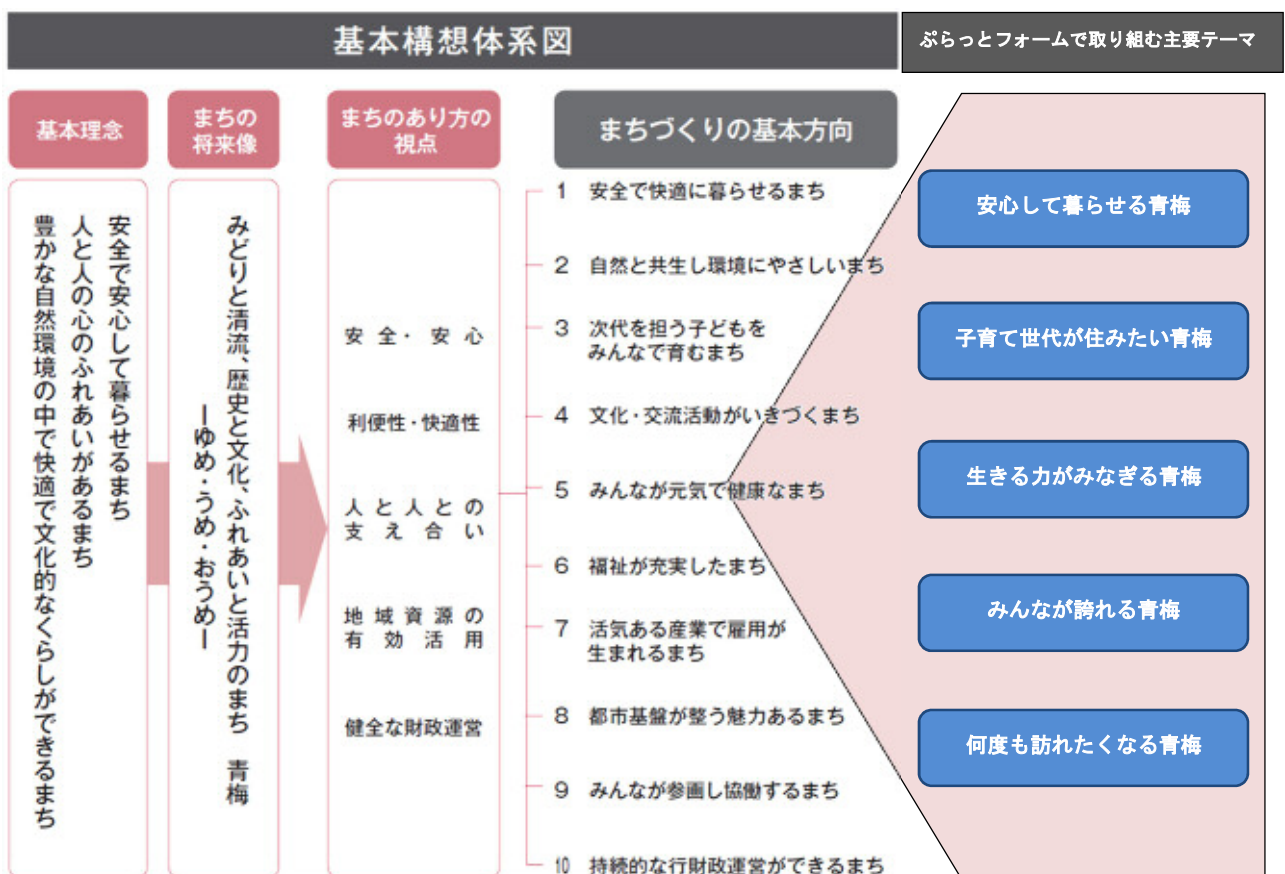 基本構想体系図
ぷらっとフォームで取り組む主要テーマ
基本理念
安全で安心して暮らせるまち
人と人の心のふれあいがあるまち
豊かな自然環境の中で快適で文化的なくらしができるまち
まちの
将来像
みどりと清流、歴史と文化、ふれあいと活力のまち　青梅
ーゆめ・うめ・おうめー
まちのあり方の
視点
安全・安心
利便性・快適性
人と人との
支え合い
地域資源の
有効活用
健全な財政運営
まちづくりの基本方向
1 安全で快適に暮らせるまち
2 自然と共生し環境にやさしいまち
3 次代を担う子どもを
みんなで育むまち
4 文化・交流活動がいきづくまち
5 みんなが元気で健康なまち
6 福祉が充実したまち
7 活気ある産業で雇用が
生まれるまち
8 都市基盤が整う魅力あるまち
9 みんなが参画し協働するまち
10 持続的な行財政運営ができるまち
安心して暮らせる青梅
子育て世代が住みたい青梅
生きる力がみなぎる青梅
みんなが誇れる青梅
何度も訪れたくなる青梅